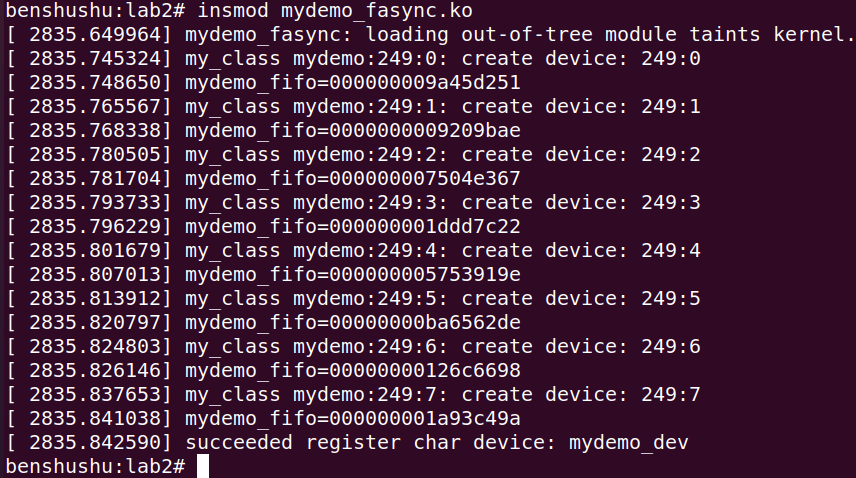 benshushu:lab2# insmod mydemo_fasync.ko
[ 2835.649964] mydemo_fasync: loading out-of-tree module taints kernel.
[ 2835.745324] my_class mydemo:249:0: create device: 249:0
[ 2835.748650] mydemo_fifo=000000009a45d251
[ 2835.765567] my_class mydemo:249:1: create device: 249:1
[ 2835.768338] mydemo_fifo=0000000009209bae
[ 2835.780505] my_class mydemo:249:2: create device: 249:2
[ 2835.781704] mydemo_fifo=000000007504e367
[ 2835.793733] my_class mydemo:249:3: create device: 249:3
[ 2835.796229] mydemo_fifo=000000001ddd7c22
[ 2835.801679] my_class mydemo:249:4: create device: 249:4
[ 2835.807013] mydemo_fifo=000000005753919e
[ 2835.813912] my_class mydemo:249:5: create device: 249:5
[ 2835.820797] mydemo_fifo=00000000ba6562de
[ 2835.824803] my_class mydemo:249:6: create device: 249:6
[ 2835.826146] mydemo_fifo=00000000126c6698
[ 2835.837653] my_class mydemo:249:7: create device: 249:7
[ 2835.841038] mydemo_fifo=000000001a93c49a
[ 2835.842590] succeeded register char device: mydemo_dev
benshushu:lab2#